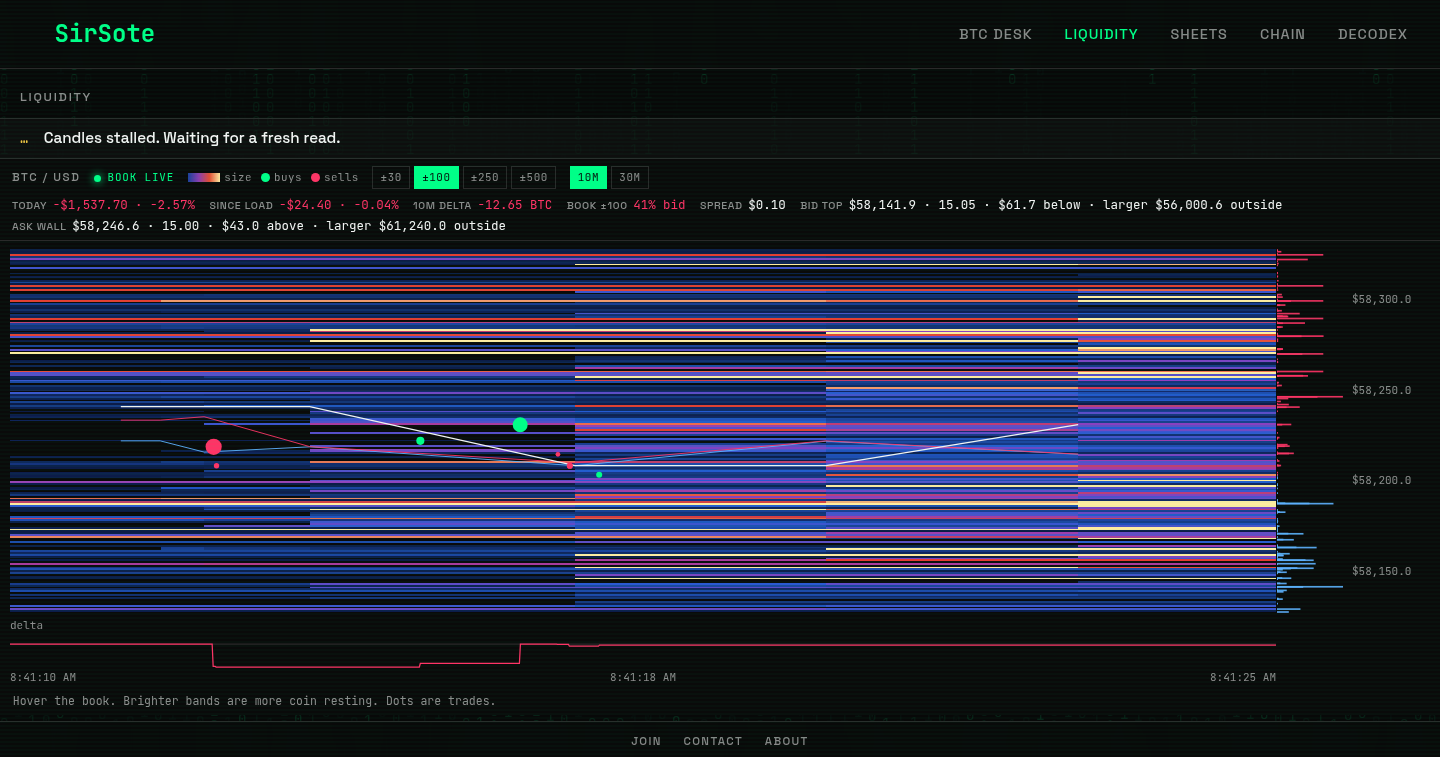 SirSote
BTC DESK LIQUIDITY SHEETS CHAIN DECODEX
LIQUIDITY
… Candles stalled. Waiting for a fresh read.
BTC / USD BOOK LIVE size buys sells ±30 ±100 ±250 ±500 10M 30M
TODAY -$1,537.70 · -2.57% SINCE LOAD -$24.40 · -0.04% 10M DELTA -12.65 BTC BOOK ±100 41% bid SPREAD $0.10 BID TOP $58,141.9 · 15.05 · $61.7 below · larger $56,000.6 outside
ASK WALL $58,246.6 · 15.00 · $43.0 above · larger $61,240.0 outside
$58,300.0
$58,250.0
$58,200.0
$58,150.0
delta
8:41:10 AM 8:41:18 AM 8:41:25 AM
Hover the book. Brighter bands are more coin resting. Dots are trades.
JOIN CONTACT ABOUT